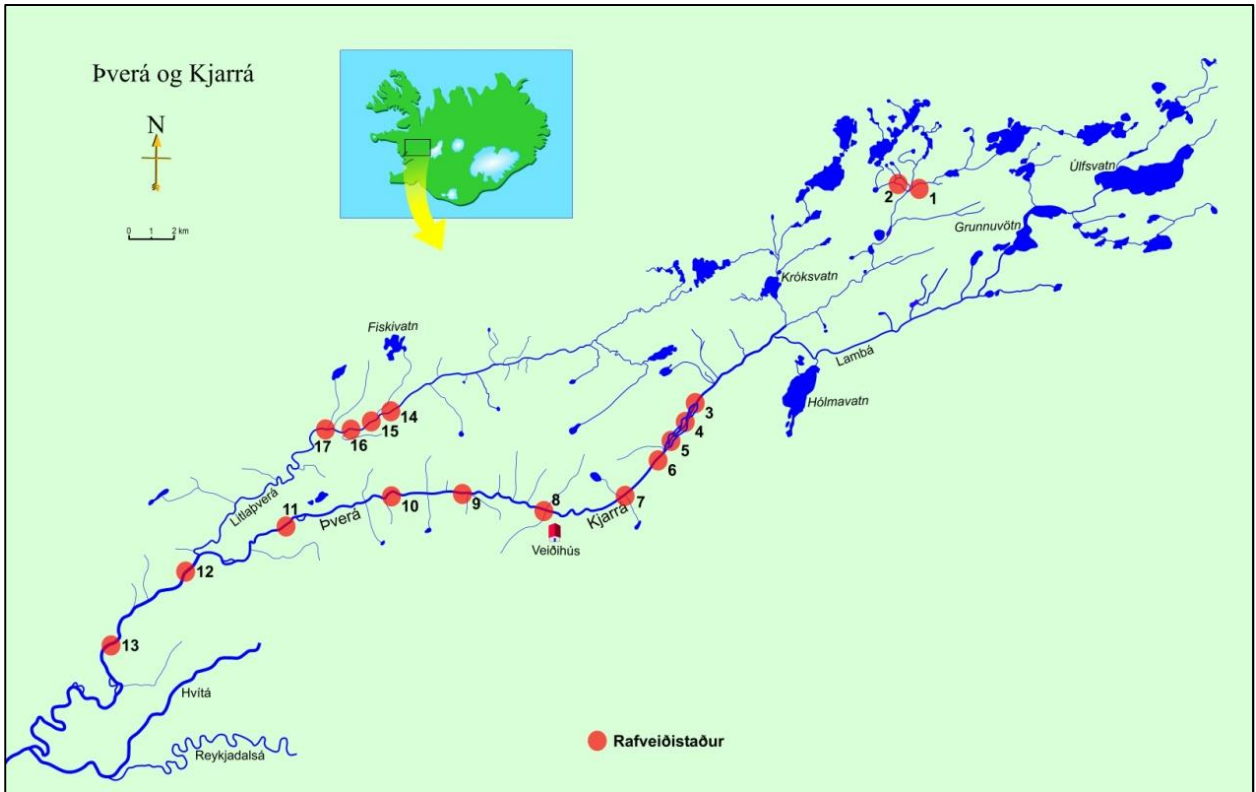 Þverá og Kjarrá
N
0 1 2 km
Úlfsvatn
2
1
Grunnuvötn
Króksvatn
Fiskivatn
Lambá
Hólmavatn
3
14
4
15
17
16
5
6
Litlaþverá
11
Þverá
10
9
8
7
Kjarrá
Veiðihús
12
13
Hvítá
Reykjadalsá
Rafveiðistaður